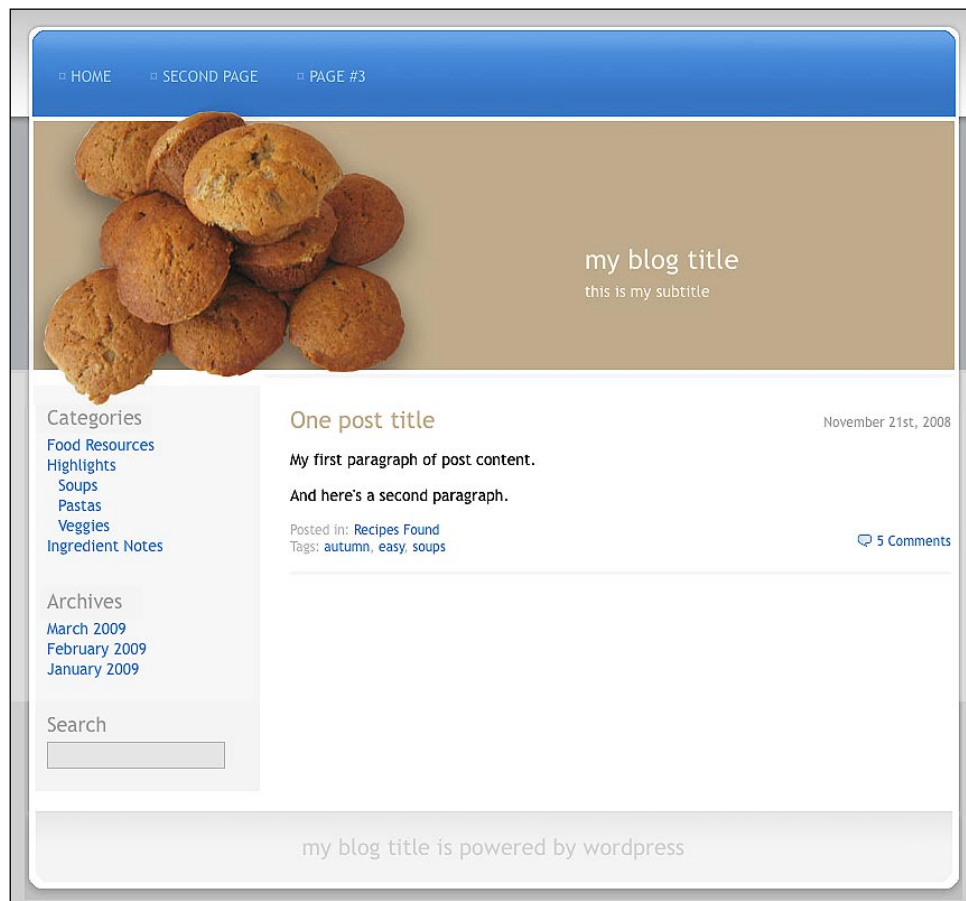 HOME SECOND PAGE PAGE #3
my blog title
this is my subtitle
Categories
Food Resources
Highlights
Soups
Pastas
Veggies
Ingredient Notes
Archives
March 2009
February 2009
January 2009
Search
One post title
November 21st, 2008
My first paragraph of post content.
And here's a second paragraph.
Posted in: Recipes Found
Tags: autumn, easy, soups
5 Comments
my blog title is powered by wordpress